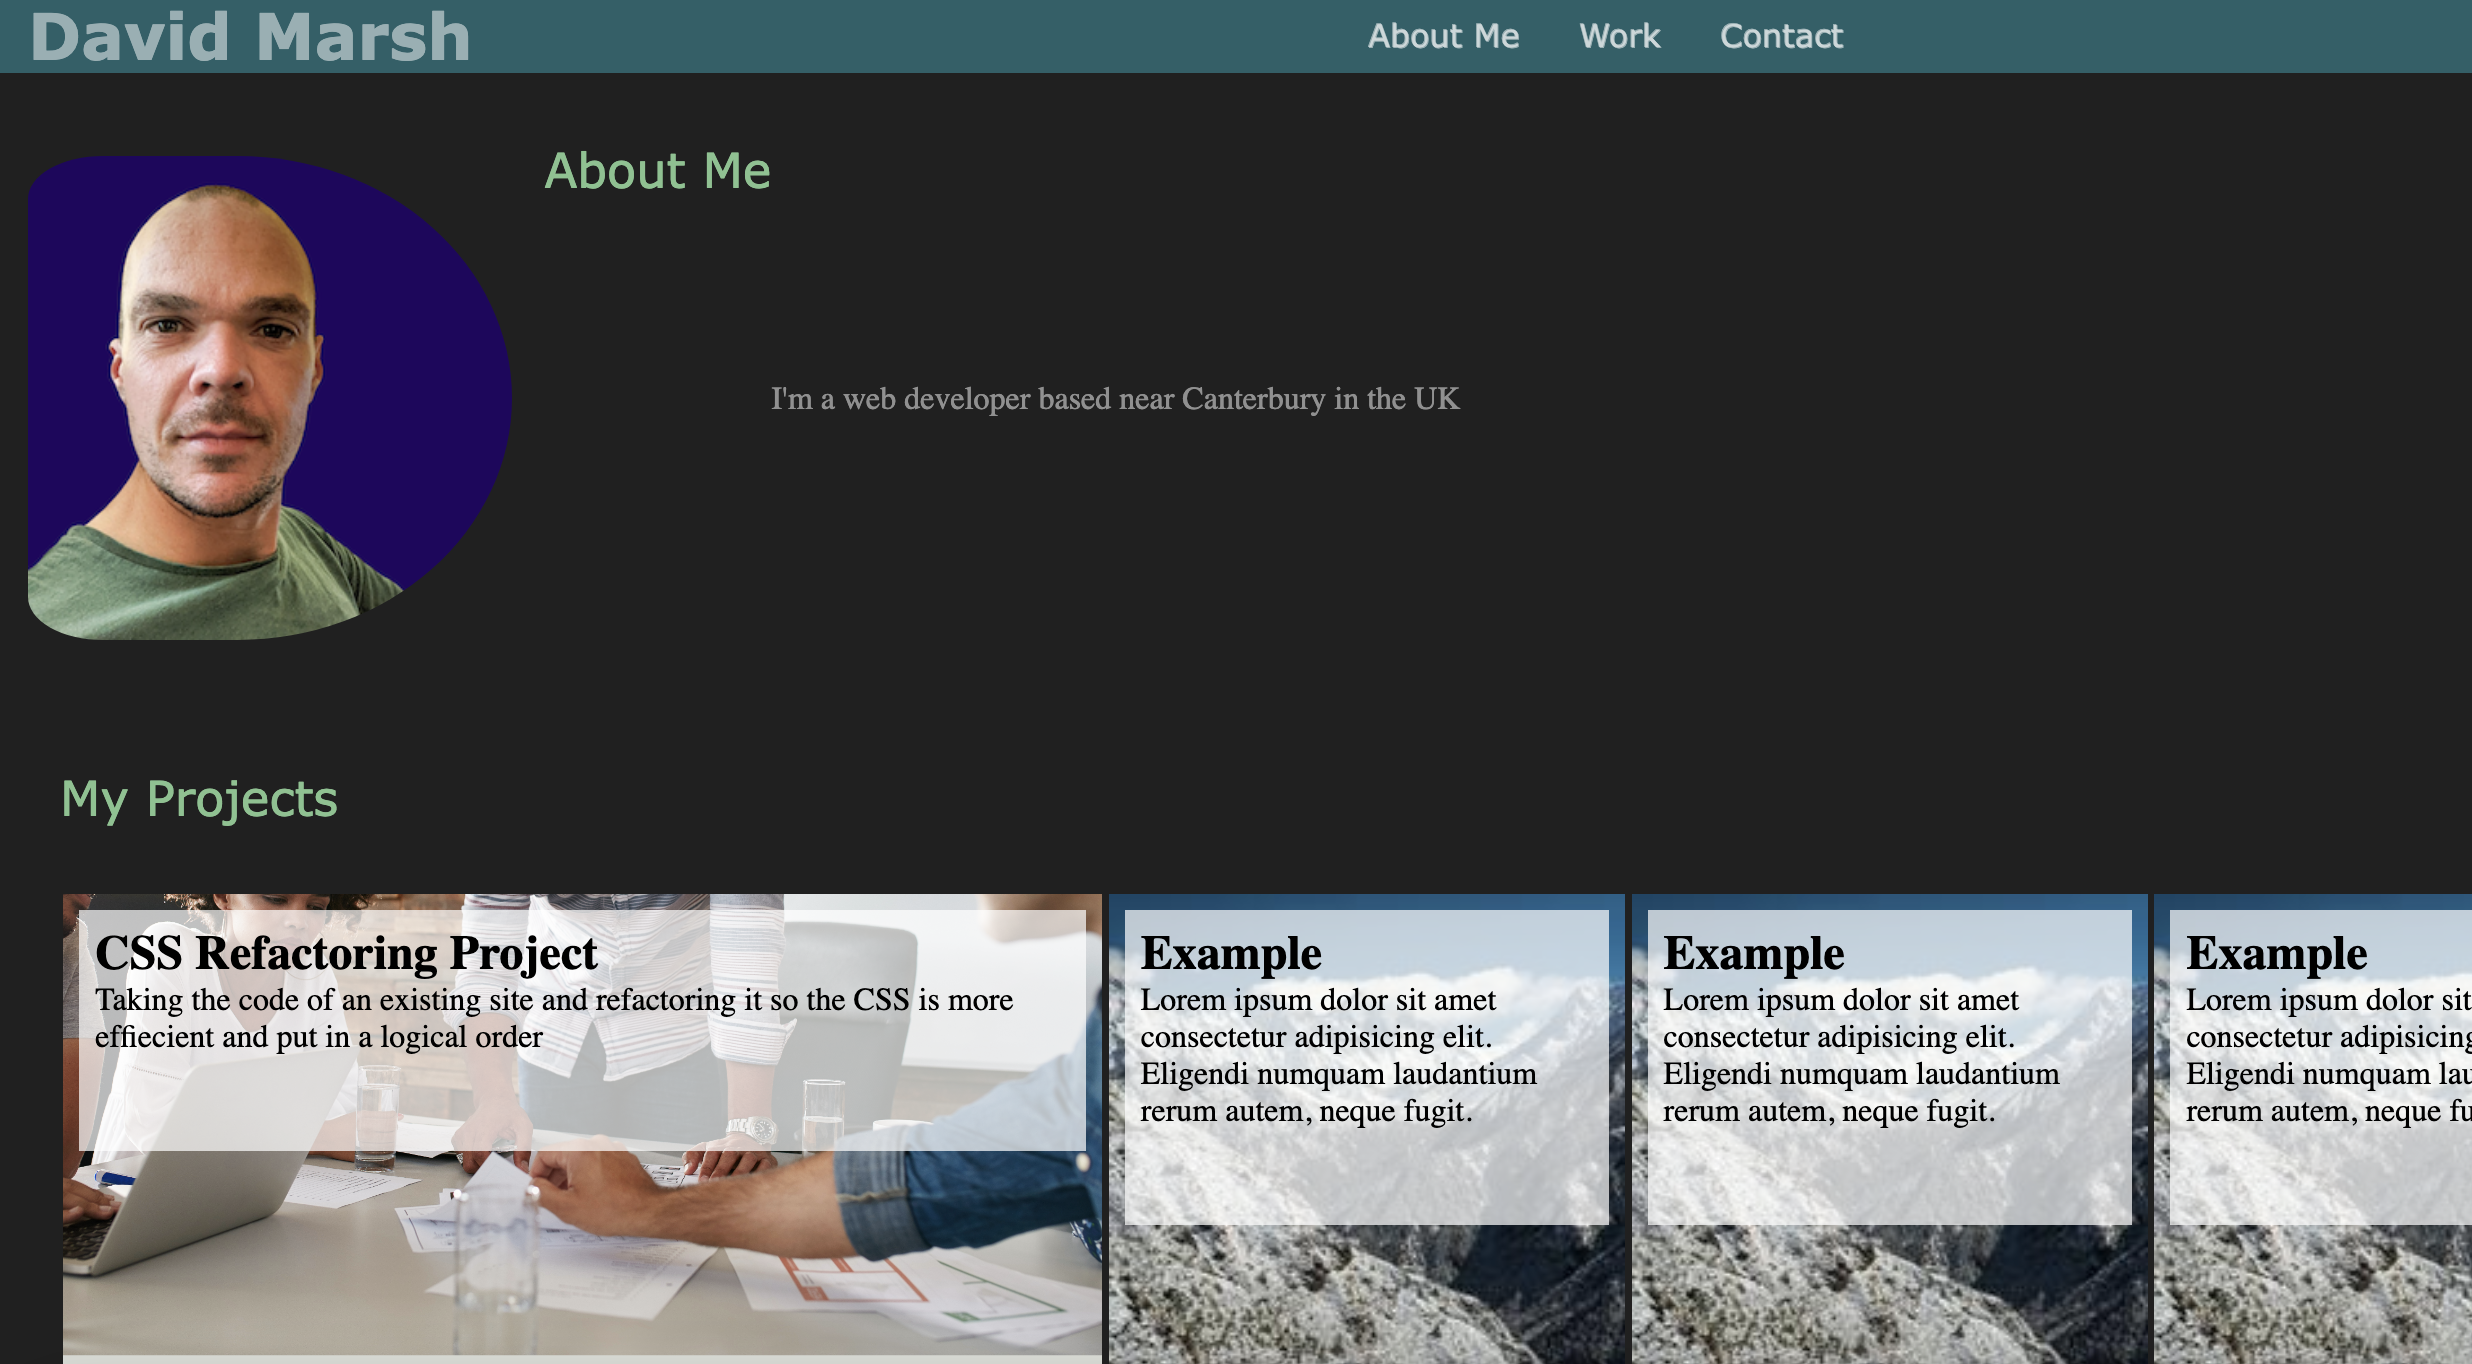 David Marsh
About Me
Work
Contact
About Me
I'm a web developer based near Canterbury in the UK
My Projects
CSS Refactoring Project
Taking the code of an existing site and refactoring it so the CSS is more
effiecient and put in a logical order
Example
Lorem ipsum dolor sit amet
consectetur adipisicing elit.
Eligendi numquam laudantium
rerum autem, neque fugit.
Example
Lorem ipsum dolor sit amet
consectetur adipisicing elit.
Eligendi numquam laudantium
rerum autem, neque fugit.
Example
Lorem ipsum dolor sit
consectetur adipisicing
Eligendi numquam lau
rerum autem, neque fu